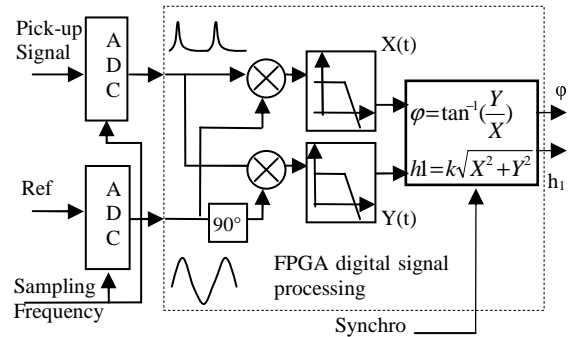 Pick-up
Signal
A
D
C
X(t)
φ=tan⁻¹(Y/X)
h1=k√X²+Y²
φ
h₁
Ref
A
D
C
90°
Y(t)
FPGA digital signal
processing
Sampling
Frequency
Synchro